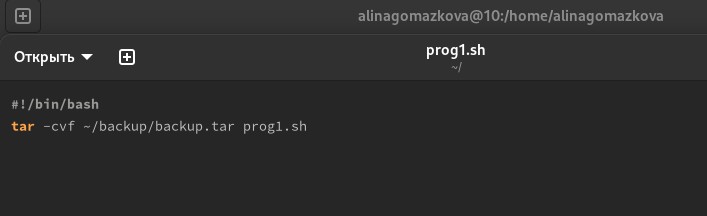 alinagomazkova@10:/home/alinagomazkova
Открыть
prog1.sh
~/
#!/bin/bash
tar -cvf ~/backup/backup.tar prog1.sh